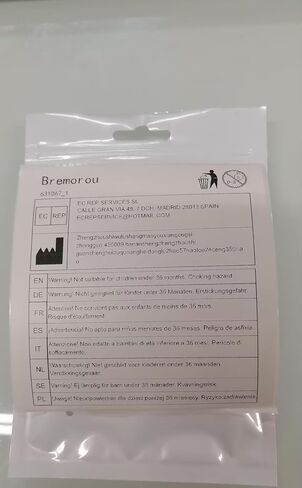 Bremorou
631067_1
0-3
EC REP
EC REP SERVICES SL
CALLE GRAN VIA 49, 7 DCH, MADRID 28013 SPAIN
ECREPSERVICE@HOTMAIL.COM
EN Warning! Not suitable for children under 36 months. Choking hazard.
DE Warnung! Nicht geeignet für Kinder unter 36 Monaten. Erstickungsgefahr.
FR Attention! Ne convient pas aux enfants de moins de 36 mois.
Risque d'étouffement.
ES ¡Advertencia! No apto para niños menores de 36 meses. Peligro de asfixia.
IT Attenzione! Non adatto a bambini di età inferiore a 36 mesi. Pericolo di
soffocamento.
NL Waarschuwing! Niet geschikt voor kinderen onder 36 maanden.
Verstikkingsgevaar.
SE Varning! Ej lämplig för barn under 36 månader. Kvävningsrisk.
PL Uwaga! Nieodpowiednie dla dzieci poniżej 36 miesięcy. Ryzyko zadławienia.